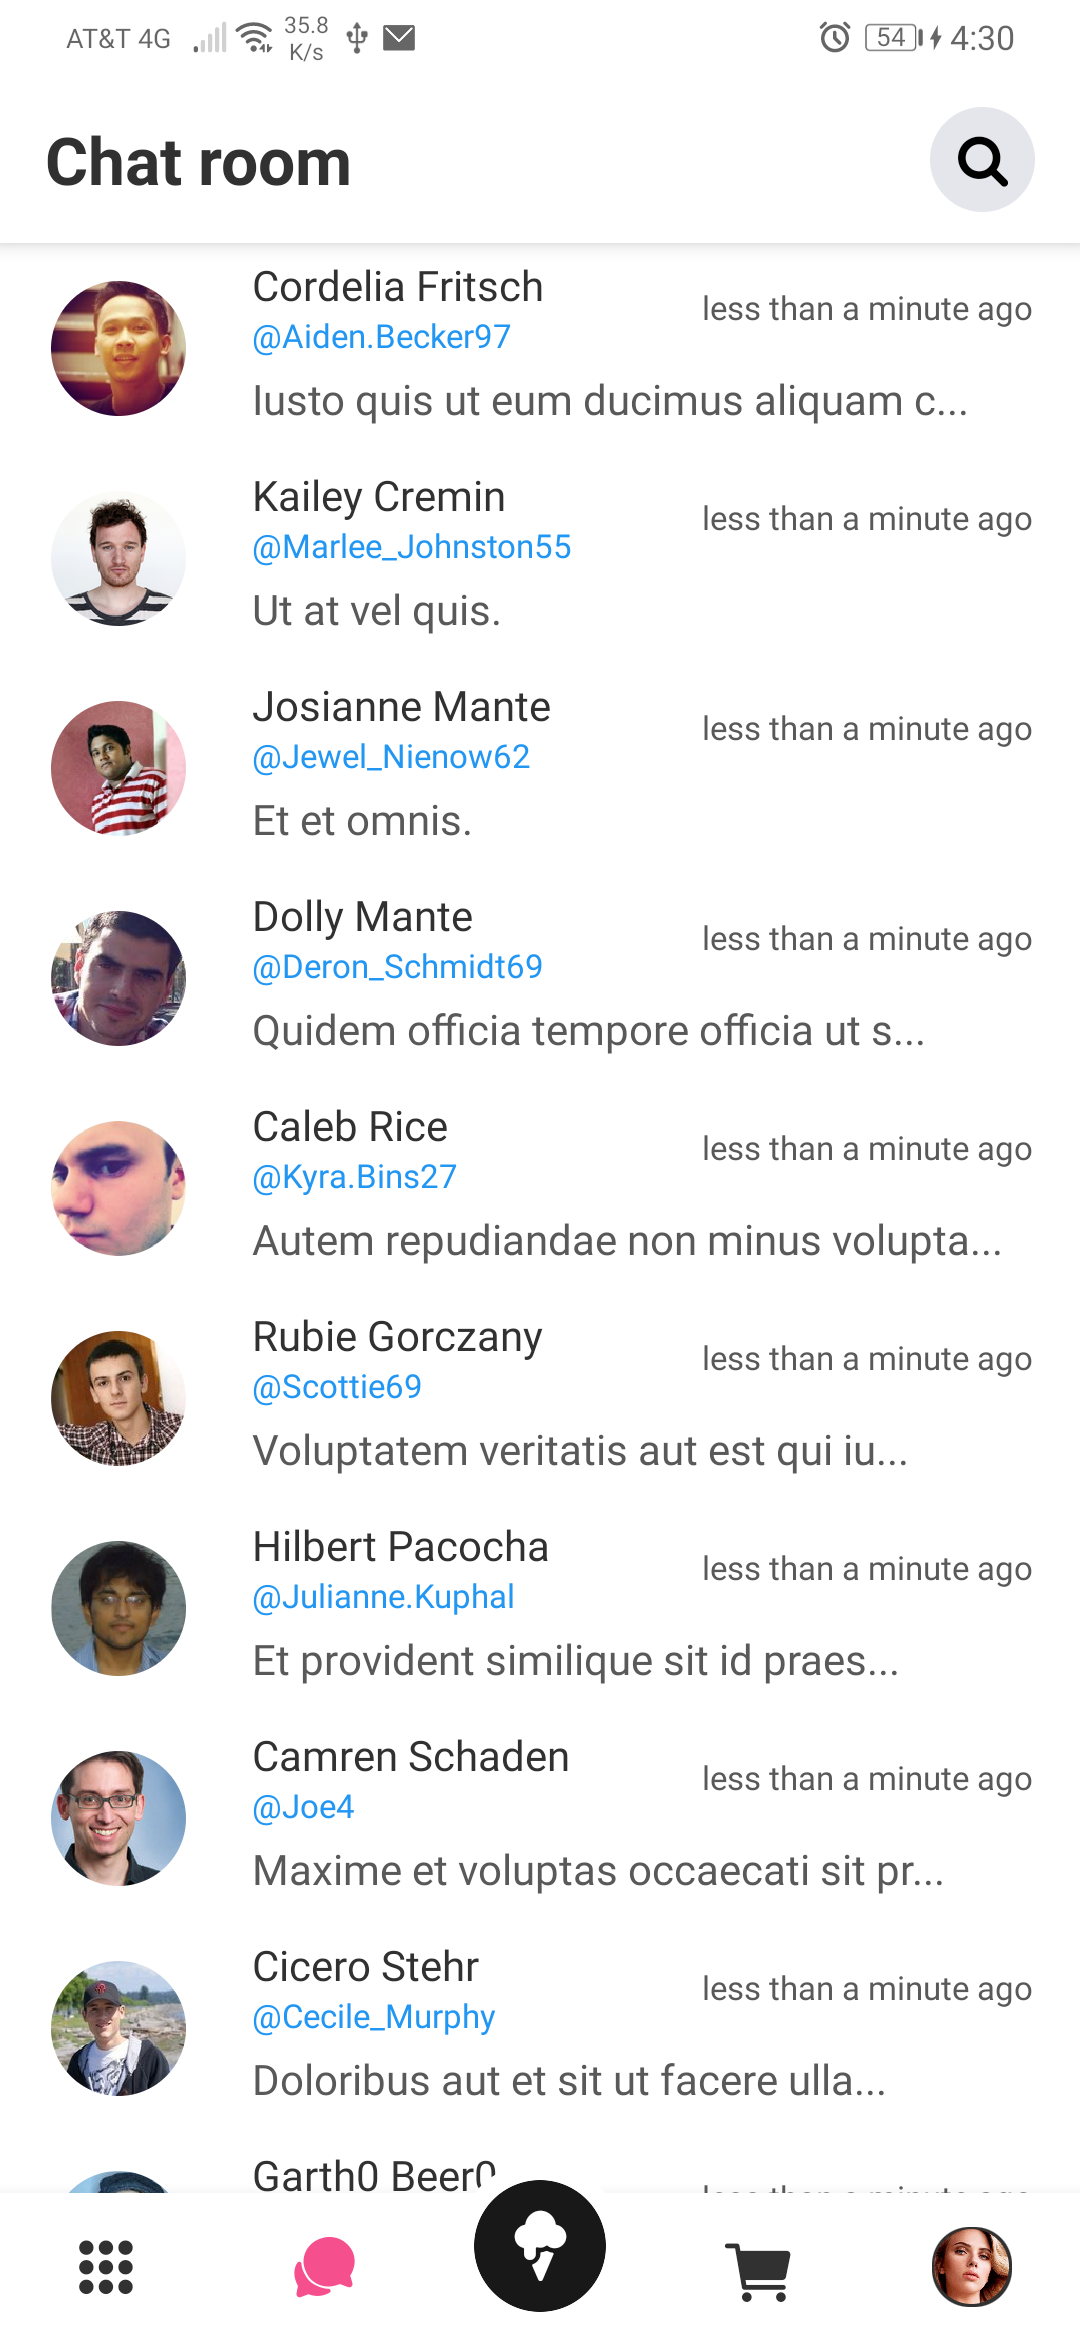 AT&T 4G 35.8 K/s 54 4:30
Chat room
Cordelia Fritsch
less than a minute ago
@Aiden.Becker97
Iusto quis ut eum ducimus aliquam c...
Kailey Cremin
less than a minute ago
@Marlee_Johnston55
Ut at vel quis.
Josianne Mante
less than a minute ago
@Jewel_Nienow62
Et et omnis.
Dolly Mante
less than a minute ago
@Deron_Schmidt69
Quidem officia tempore officia ut s...
Caleb Rice
less than a minute ago
@Kyra.Bins27
Autem repudiandae non minus volupta...
Rubie Gorczany
less than a minute ago
@Scottie69
Voluptatem veritatis aut est qui iu...
Hilbert Pacocha
less than a minute ago
@Julianne.Kuphal
Et provident similique sit id praes...
Camren Schaden
less than a minute ago
@Joe4
Maxime et voluptas occaecati sit pr...
Cicero Stehr
less than a minute ago
@Cecile_Murphy
Doloribus aut et sit ut facere ulla...
Garth0 Beer0
less than a minute ago